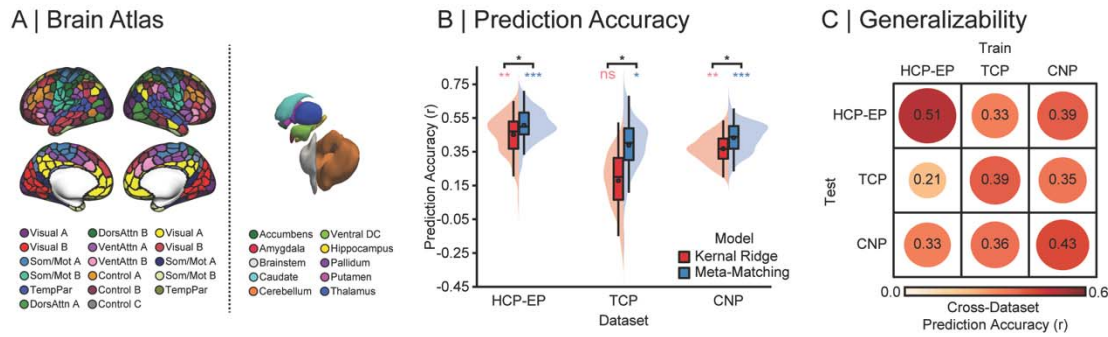 A | Brain Atlas
Visual A
Visual B
Som/Mot A
Som/Mot B
TempPar
DorsAttn A
DorsAttn B
VentAttn A
VentAttn B
Control A
Control B
Control C
Visual A
Visual B
Som/Mot A
Som/Mot B
TempPar
Accumbens
Amygdala
Brainstem
Caudate
Cerebellum
Ventral DC
Hippocampus
Pallidum
Putamen
Thalamus
B | Prediction Accuracy
* * *
** *** ns * ** ***
Prediction Accuracy (r)
0.75
0.55
0.35
0.15
-0.05
-0.25
-0.45
Model
Kernal Ridge
Meta-Matching
HCP-EP TCP CNP
Dataset
C | Generalizability
Train
HCP-EP TCP CNP
Test
HCP-EP 0.51 0.33 0.39
TCP 0.21 0.39 0.35
CNP 0.33 0.36 0.43
0.0 0.6
Cross-Dataset
Prediction Accuracy (r)